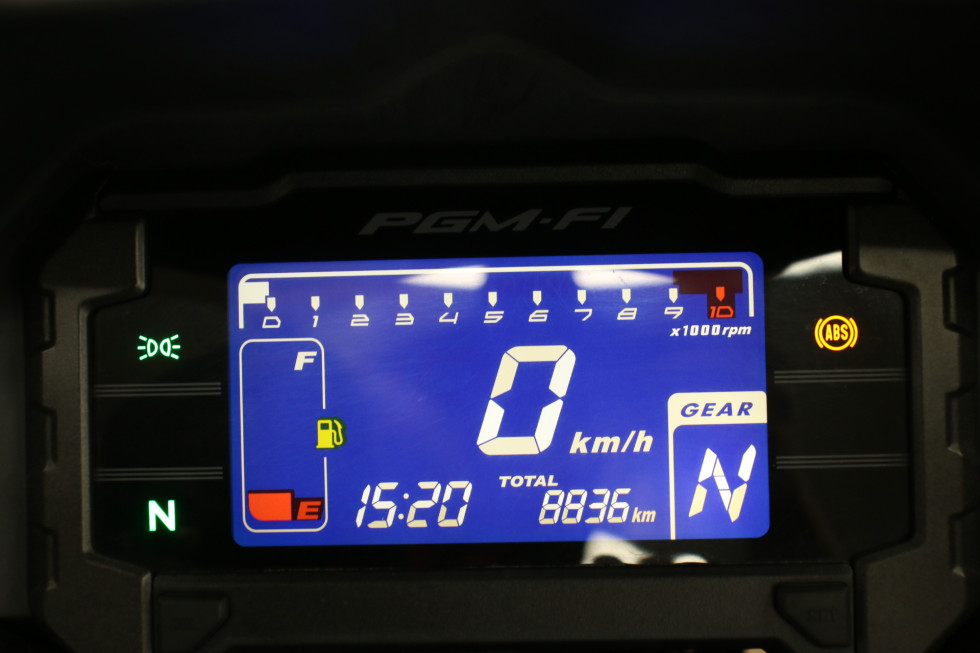 PGM-FI
0 1 2 3 4 5 6 7 8 9 10
x1000rpm
F
0 km/h
GEAR
N
ABS
E
15:20
TOTAL
8836 km
N